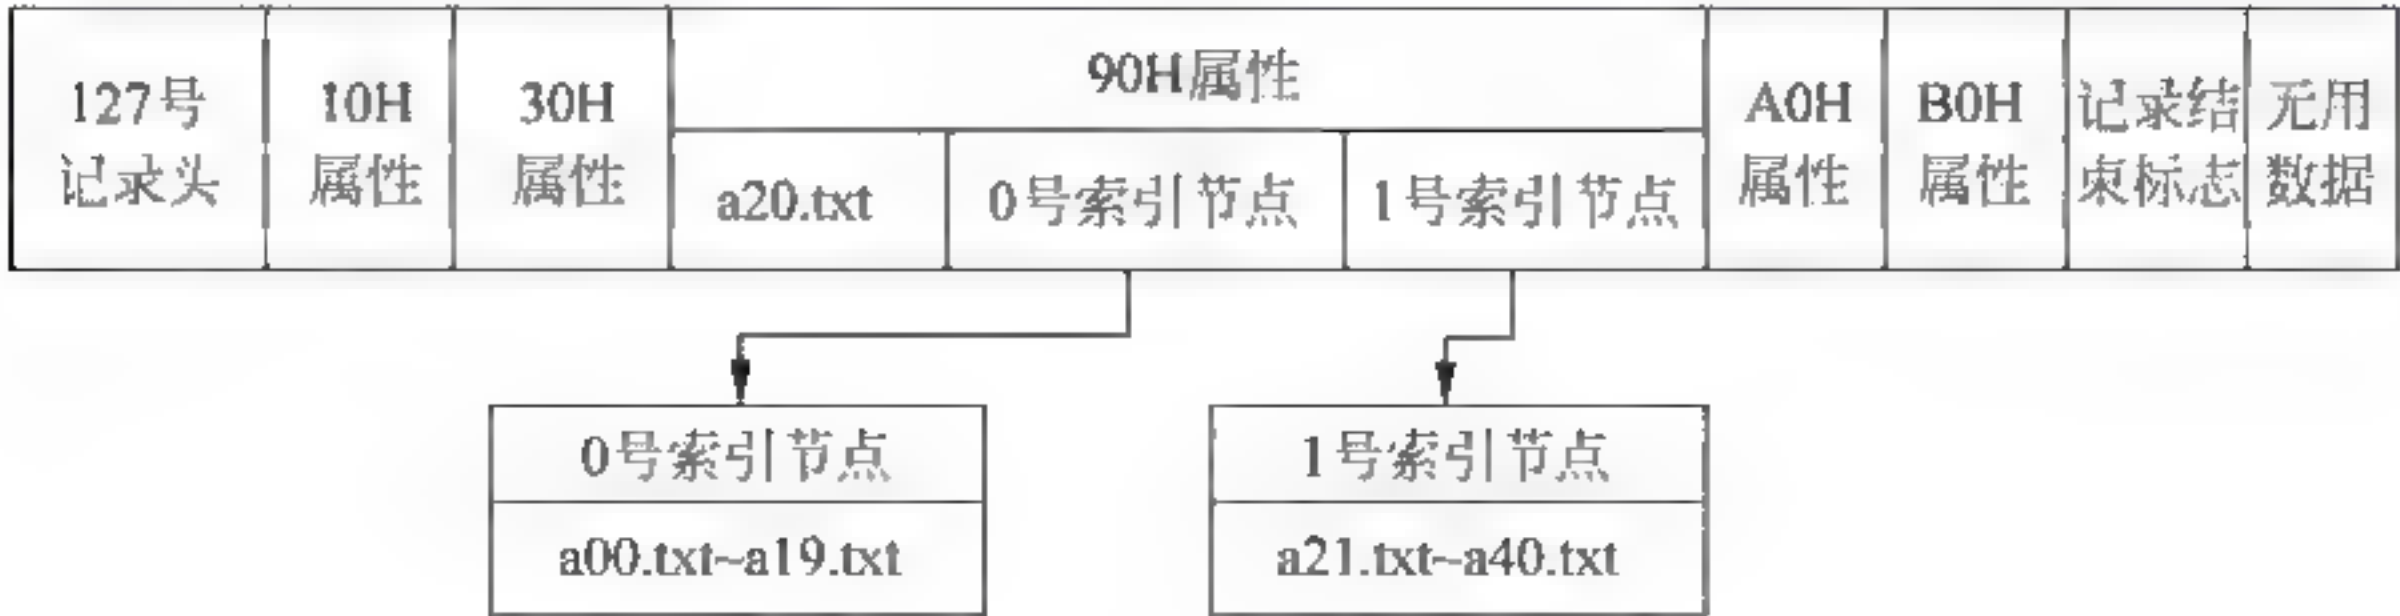 127号
记录头
10H
属性
30H
属性
90H属性
a20.txt
0号索引节点
1号索引节点
A0H
属性
B0H
属性
记录结
束标志
无用
数据
0号索引节点
a00.txt~a19.txt
1号索引节点
a21.txt~a40.txt